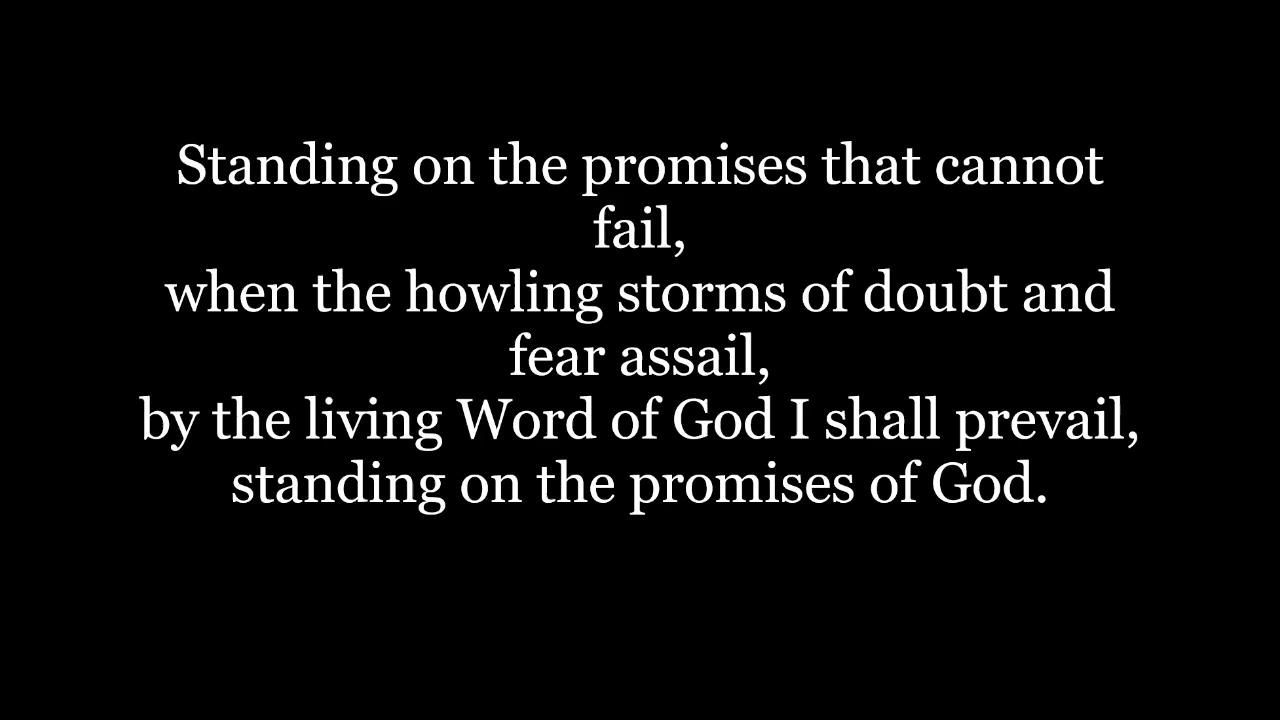 Standing on the promises that cannot
fail,
when the howling storms of doubt and
fear assail,
by the living Word of God I shall prevail,
standing on the promises of God.